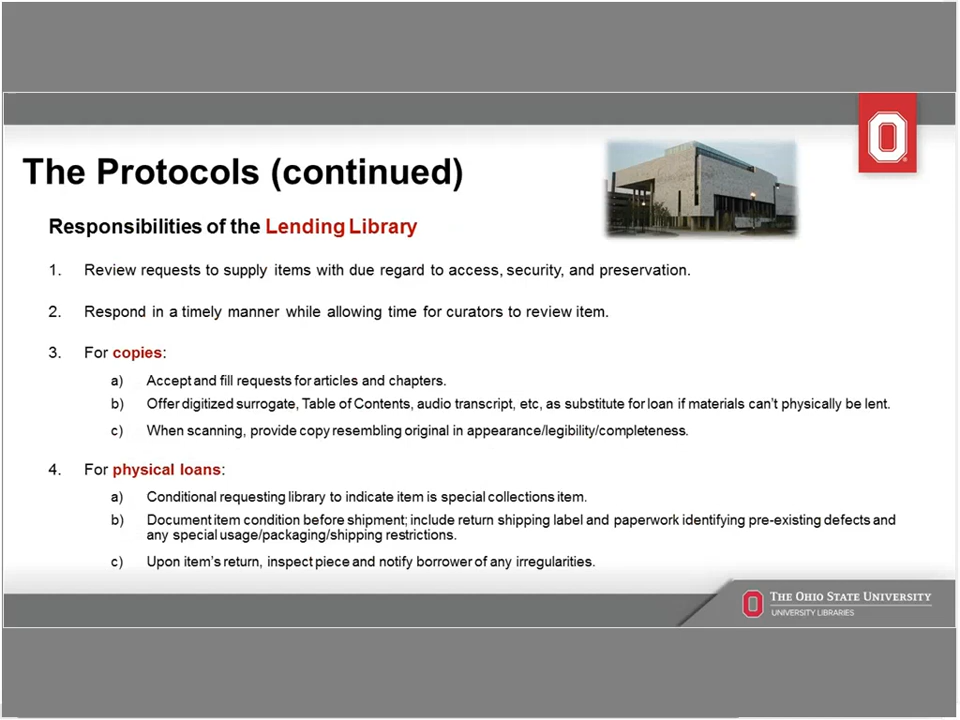 The Protocols (continued)
Responsibilities of the Lending Library
1. Review requests to supply items with due regard to access, security, and preservation.
2. Respond in a timely manner while allowing time for curators to review item.
3. For copies:
a) Accept and fill requests for articles and chapters.
b) Offer digitized surrogate, Table of Contents, audio transcript, etc, as substitute for loan if materials can't physically be lent.
c) When scanning, provide copy resembling original in appearance/legibility/completeness.
4. For physical loans:
a) Conditional requesting library to indicate item is special collections item.
b) Document item condition before shipment; include return shipping label and paperwork identifying pre-existing defects and
any special usage/packaging/shipping restrictions.
c) Upon item's return, inspect piece and notify borrower of any irregularities.
THE OHIO STATE UNIVERSITY
UNIVERSITY LIBRARIES